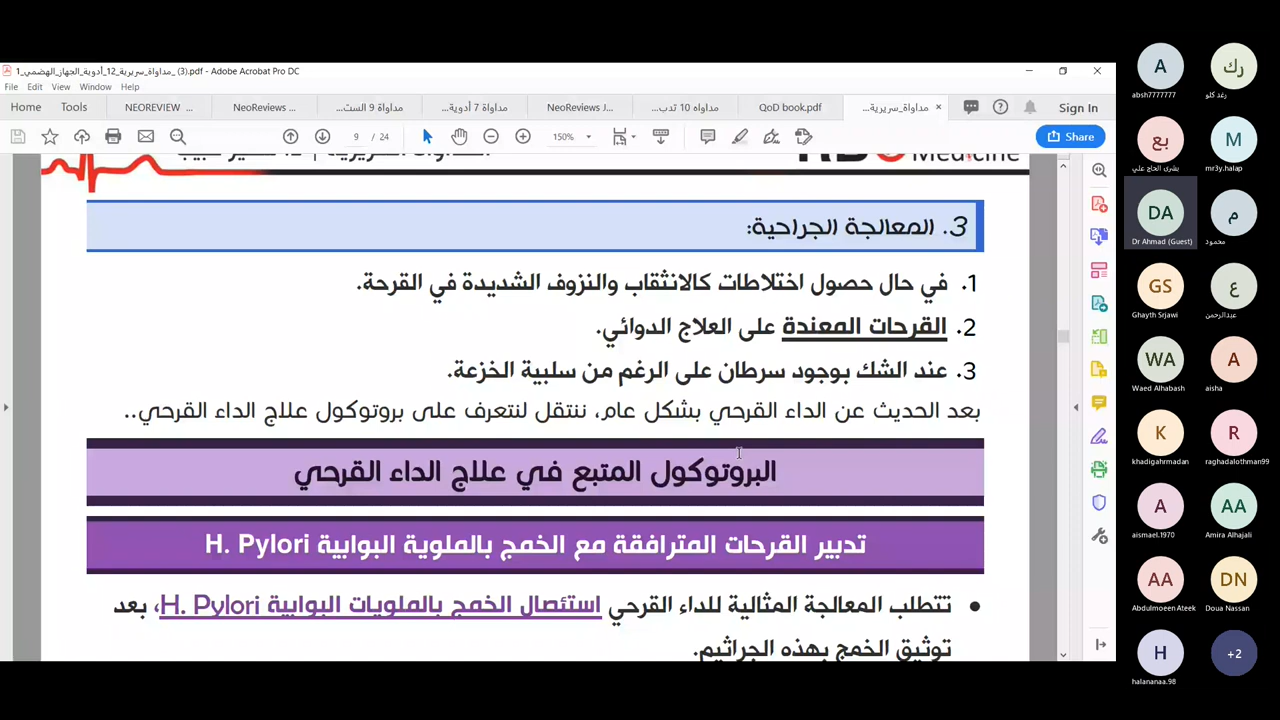 1_مداواة_سريرية_12_أدوية_الجهاز_الهضمي_ (3).pdf - Adobe Acrobat Pro DC
File Edit View Window Help
Home Tools NEOREVIEW ... NeoReviews ... مداواة 9 الست... مداواة 7 أدوية... NeoReviews J... مداواه 10 تدب... QoD book.pdf مداواة_سريرية... × Sign In
9 / 24 150% Share
Medicine
3. المعالجة الجراحية:
1. في حال حصول اختلاطات كالانثقاب والنزوف الشديدة في القرحة.
2. القرحات المعندة على العلاج الدوائي.
3. عند الشك بوجود سرطان على الرغم من سلبية الخزعة.
بعد الحديث عن الداء القرحي بشكل عام، ننتقل لنتعرف على بروتوكول علاج الداء القرحي..
البروتوكول المتبع في علاج الداء القرحي
تدبير القرحات المترافقة مع الخمج بالملوية البوابية H. Pylori
• تتطلب المعالجة المثالية للداء القرحي استئصال الخمج بالملويات البوابية H. Pylori، بعد
توثيق الخمج بهذه الجراثيم.
A رك
absh7777777 رغد كلو
بع M
بشرى الحاج علي mr3y.halap
DA م
Dr Ahmad (Guest) محمود
GS ع
Ghayth Srjawi عبدالرحمن
WA A
Waed Alhabash aisha
K R
khadigahrmadan raghadalothman99
A AA
aismael.1970 Amira Alhajali
AA DN
Abdulmoeen Ateek Doua Nassan
H +2
halananaa.98